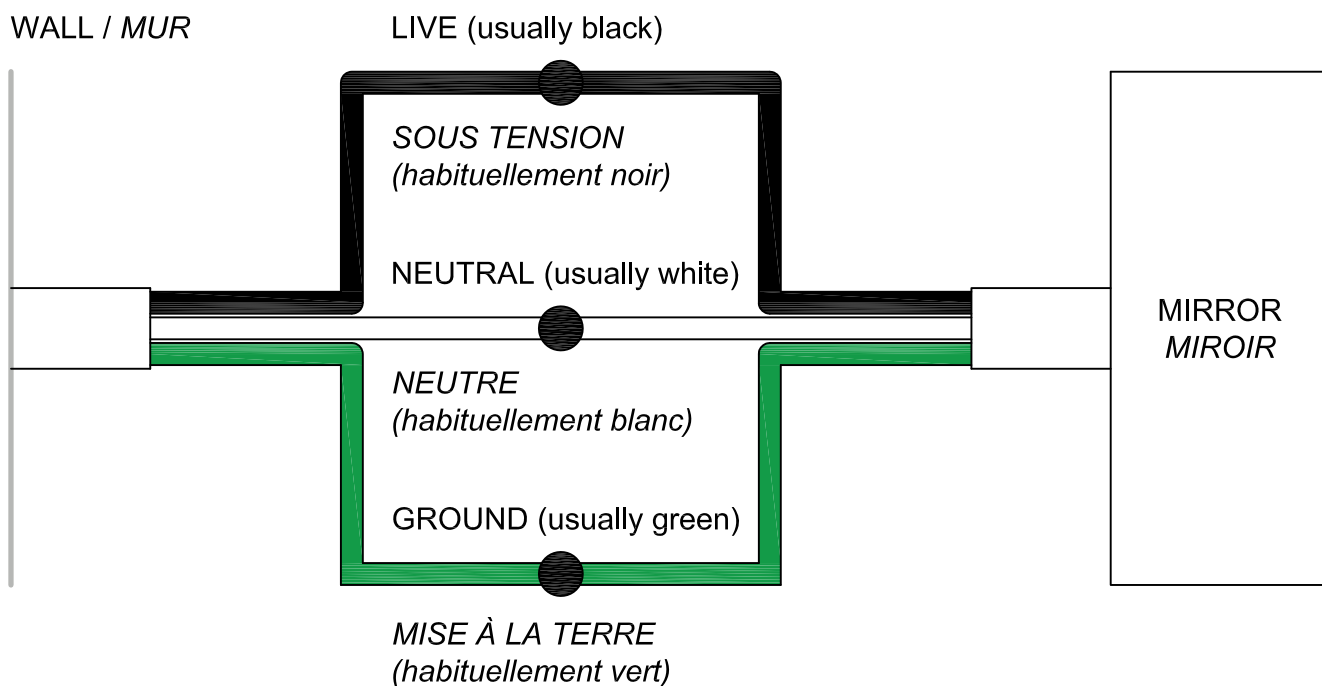 WALL / MUR
LIVE (usually black)
SOUS TENSION
(habituellement noir)
NEUTRAL (usually white)
NEUTRE
(habituellement blanc)
GROUND (usually green)
MISE À LA TERRE
(habituellement vert)
MIRROR
MIROIR